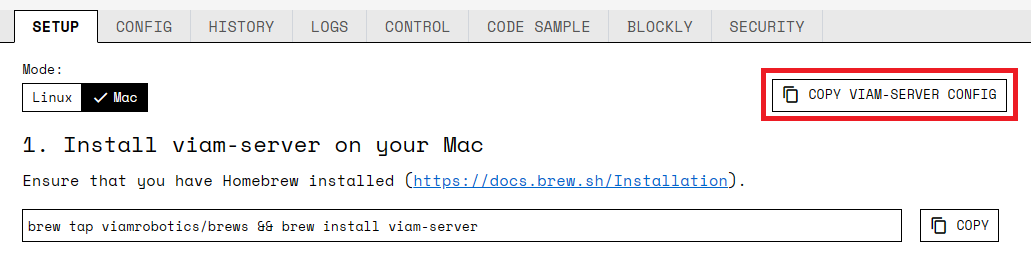 SETUP CONFIG HISTORY LOGS CONTROL CODE SAMPLE BLOCKLY SECURITY
Mode:
Linux Mac
COPY VIAM-SERVER CONFIG
1. Install viam-server on your Mac
Ensure that you have Homebrew installed (https://docs.brew.sh/Installation).
brew tap viamrobotics/brews && brew install viam-server
COPY